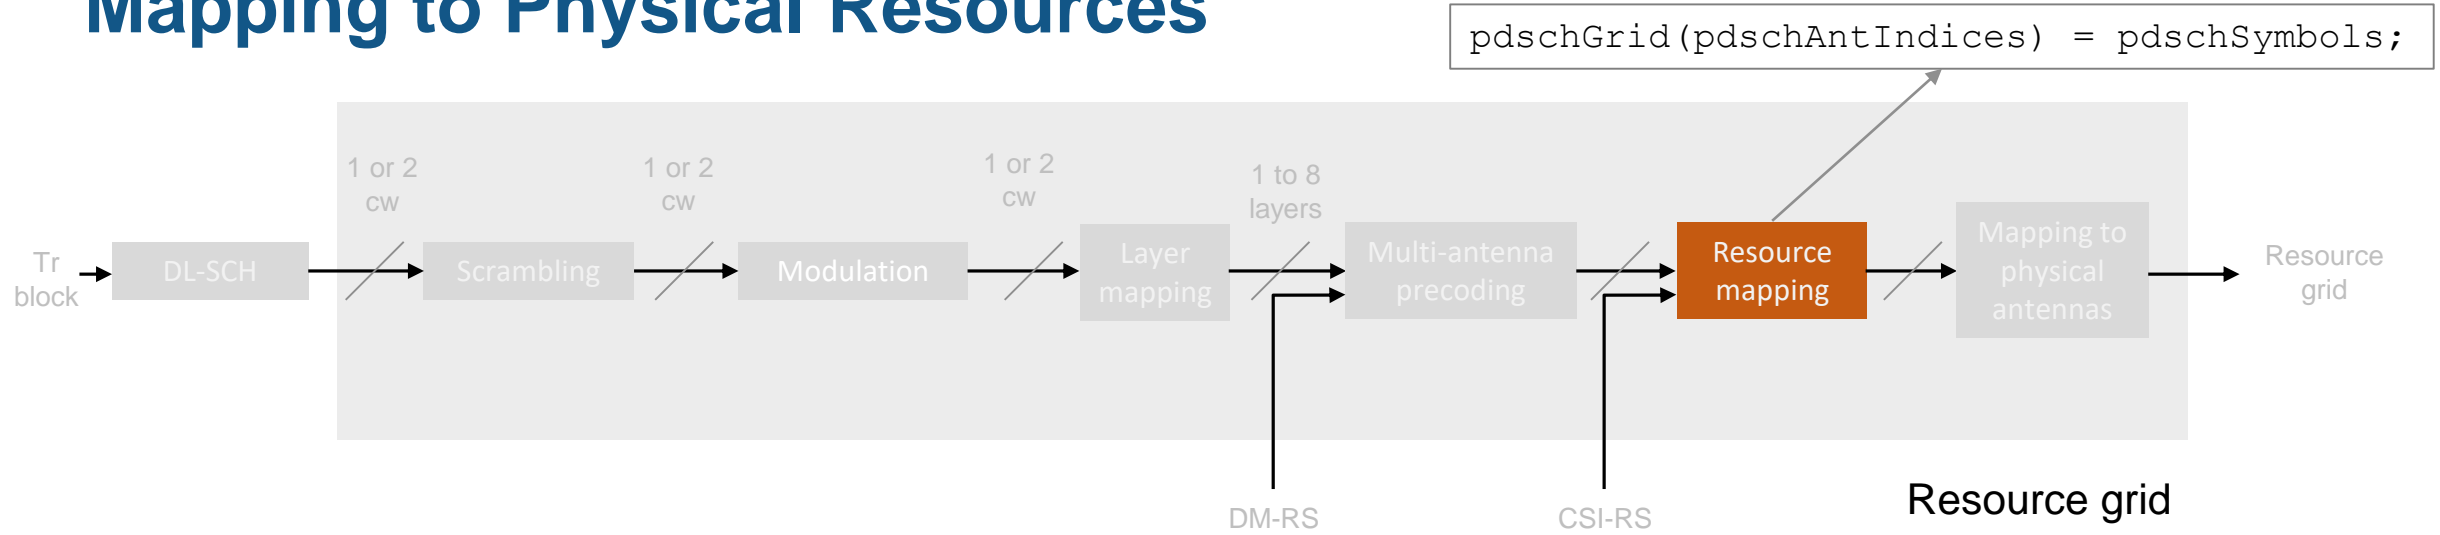 Mapping to Physical Resources
pdschGrid(pdschAntIndices) = pdschSymbols;
1 or 2
cw
1 or 2
cw
1 or 2
cw
1 to 8
layers
Tr
block
DL-SCH
Scrambling
Modulation
Layer
mapping
Multi-antenna
precoding
Resource
mapping
Mapping to
physical
antennas
Resource
grid
DM-RS
CSI-RS
Resource grid